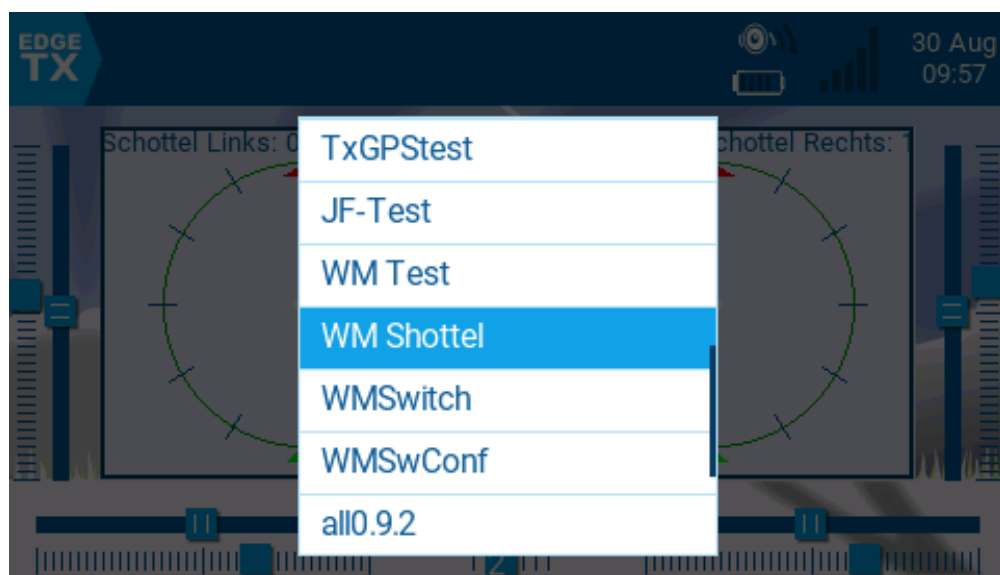 EDGE
TX
30 Aug
09:57
Schottel Links: 0
chottel Rechts: 1
TxGPStest
JF-Test
WM Test
WM Shottel
WMSwitch
WMSwConf
all0.9.2
2